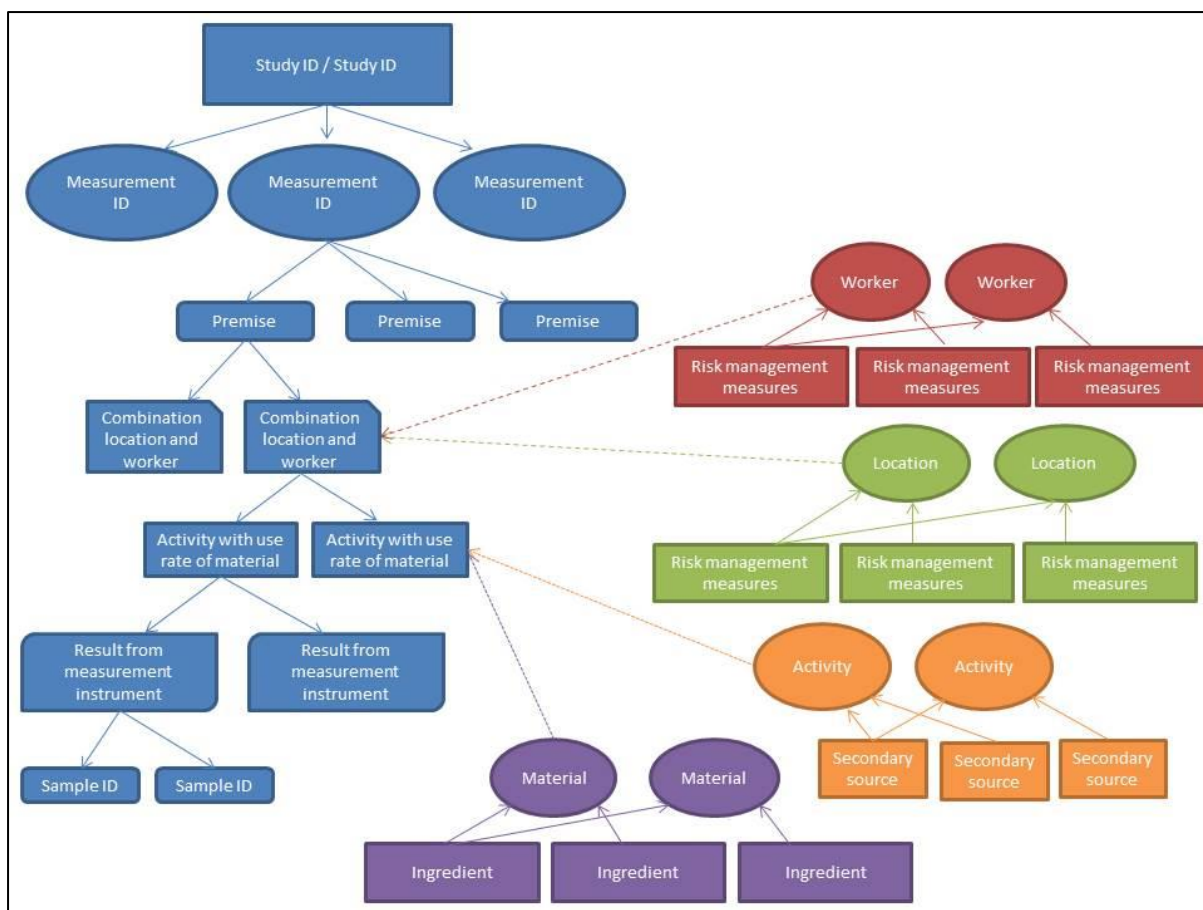 Study ID / Study ID
Measurement
ID
Measurement
ID
Measurement
ID
Worker
Worker
Premise
Premise
Premise
Risk management
measures
Risk management
measures
Risk management
measures
Combination
location and
worker
Combination
location and
worker
Location
Location
Activity with use
rate of material
Activity with use
rate of material
Risk management
measures
Risk management
measures
Risk management
measures
Result from
measurement
instrument
Result from
measurement
instrument
Activity
Activity
Secondary
source
Secondary
source
Secondary
source
Sample ID
Sample ID
Material
Material
Ingredient
Ingredient
Ingredient